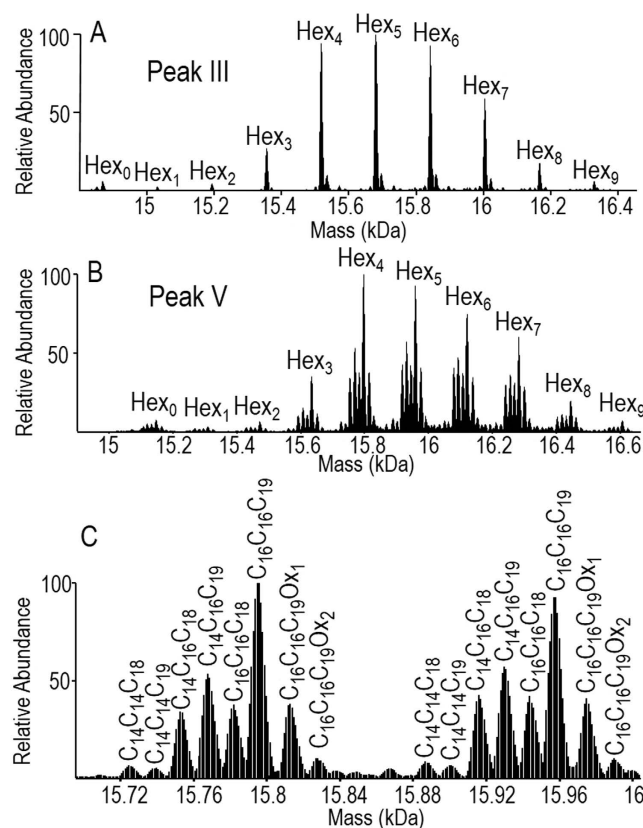 A
Peak III
Relative Abundance
100
50
Hex₀
Hex₁
Hex₂
Hex₃
Hex₄
Hex₅
Hex₆
Hex₇
Hex₈
Hex₉
15 15.2 15.4 15.6 15.8 16 16.2 16.4
Mass (kDa)
B
Peak V
Relative Abundance
100
50
Hex₀
Hex₁
Hex₂
Hex₃
Hex₄
Hex₅
Hex₆
Hex₇
Hex₈
Hex₉
15 15.2 15.4 15.6 15.8 16 16.2 16.4 16.6
Mass (kDa)
C
Relative Abundance
100
50
C₁₄C₁₄C₁₈
C₁₄C₁₄C₁₉
C₁₄C₁₆C₁₈
C₁₄C₁₆C₁₉
C₁₆C₁₆C₁₈
C₁₆C₁₆C₁₉
C₁₆C₁₆C₁₉Ox₁
C₁₆C₁₆C₁₉Ox₂
C₁₄C₁₄C₁₈
C₁₄C₁₄C₁₉
C₁₄C₁₆C₁₈
C₁₄C₁₆C₁₉
C₁₆C₁₆C₁₈
C₁₆C₁₆C₁₉
C₁₆C₁₆C₁₉Ox₁
C₁₆C₁₆C₁₉Ox₂
15.72 15.76 15.8 15.84 15.88 15.92 15.96 16
Mass (kDa)